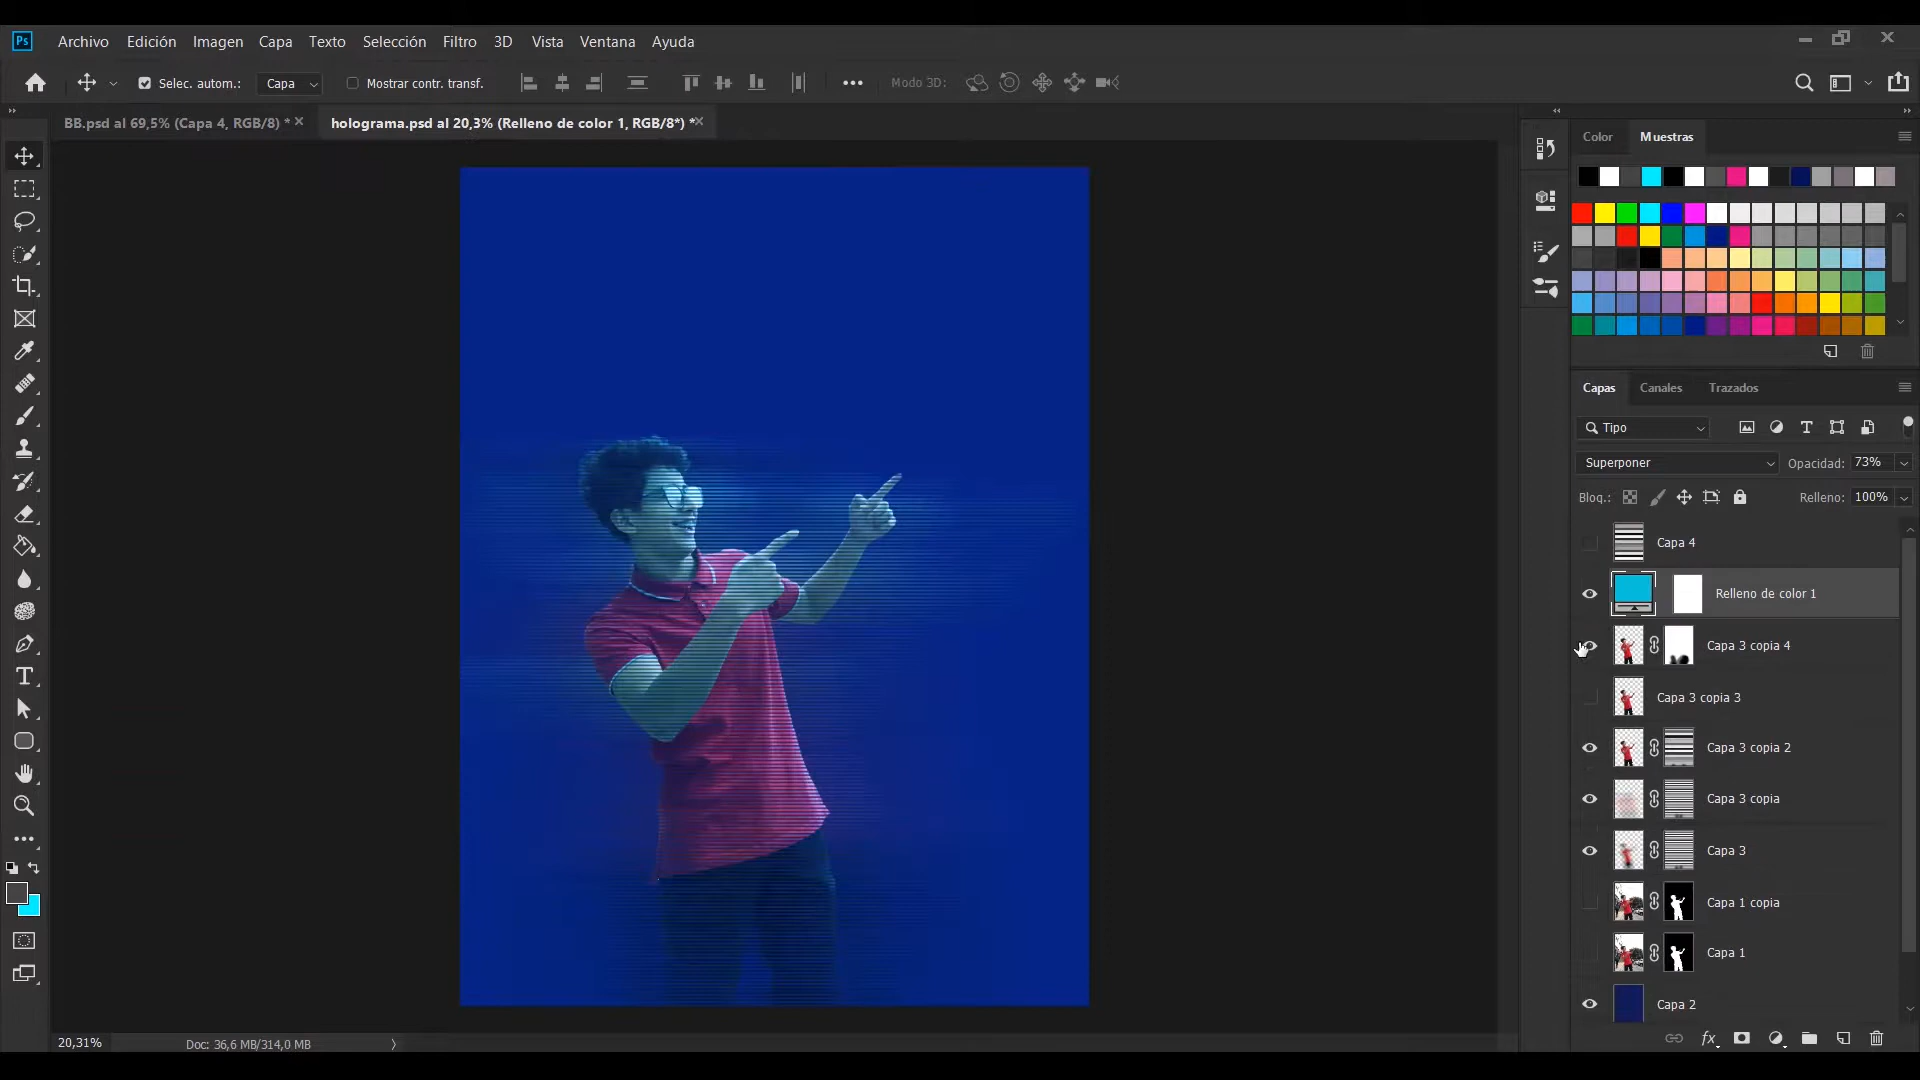 Ps Archivo Edición Imagen Capa Texto Selección Filtro 3D Vista Ventana Ayuda
Selec. autom.: Capa Mostrar contr. transf. Modo 3D:
BB.psd al 69,5% (Capa 4, RGB/8) * holograma.psd al 20,3% (Relleno de color 1, RGB/8*) *
Color Muestras
Capas Canales Trazados
Tipo
Superponer Opacidad: 73%
Bloq.: Relleno: 100%
Capa 4
Relleno de color 1
Capa 3 copia 4
Capa 3 copia 3
Capa 3 copia 2
Capa 3 copia
Capa 3
Capa 1 copia
Capa 1
Capa 2
20,31% Doc: 36,6 MB/314,0 MB